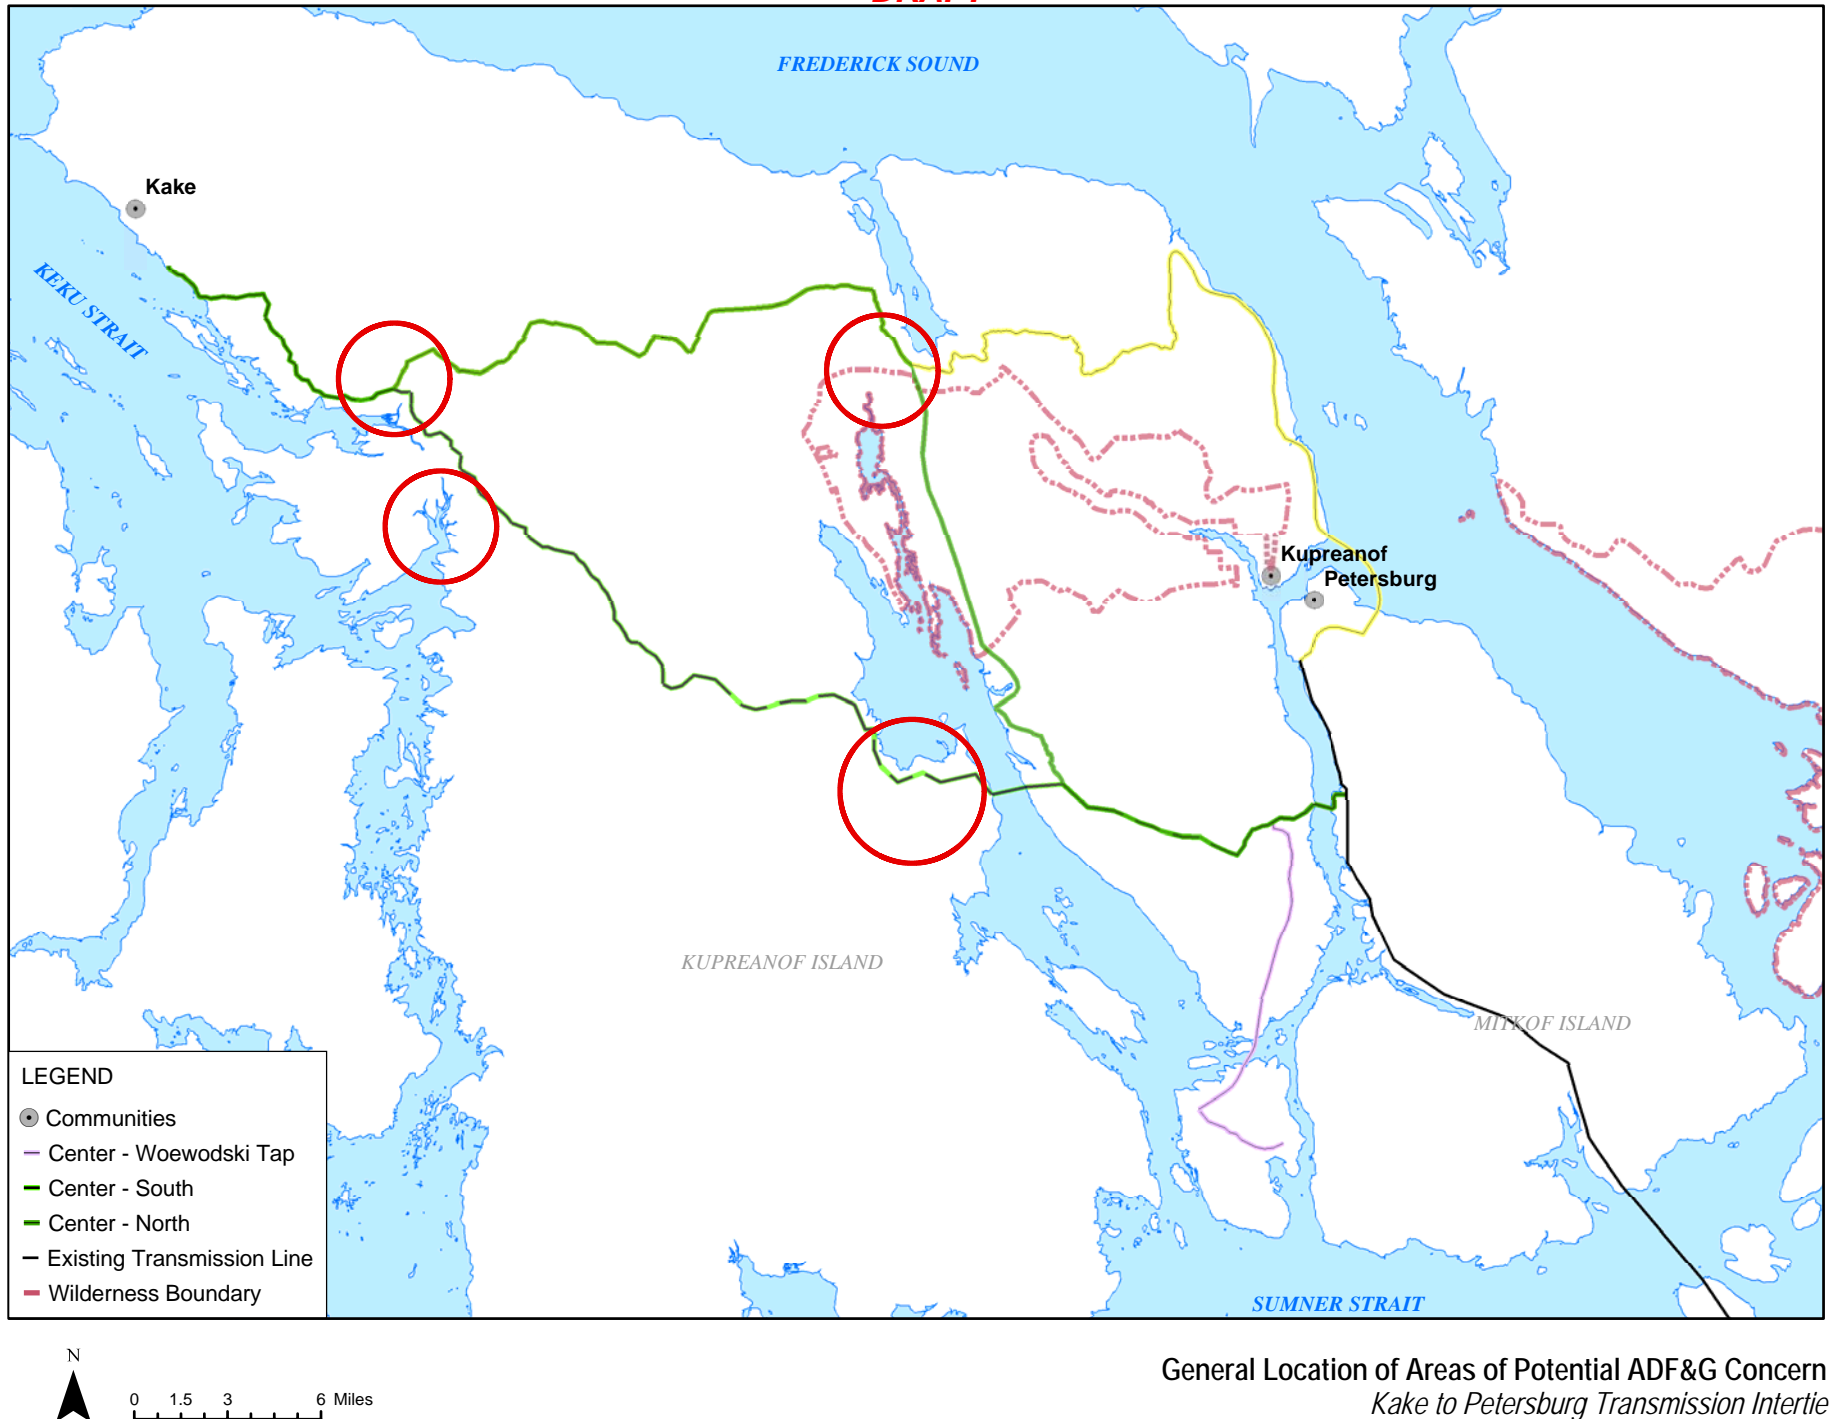 DRAFT
FREDERICK SOUND
Kake
KEKU STRAIT
Kupreanof
Petersburg
KUPREANOF ISLAND
MITKOF ISLAND
LEGEND
Communities
Center - Woewodski Tap
Center - South
Center - North
Existing Transmission Line
Wilderness Boundary
SUMNER STRAIT
N
0 1.5 3 6 Miles
General Location of Areas of Potential ADF&G Concern
Kake to Petersburg Transmission Intertie